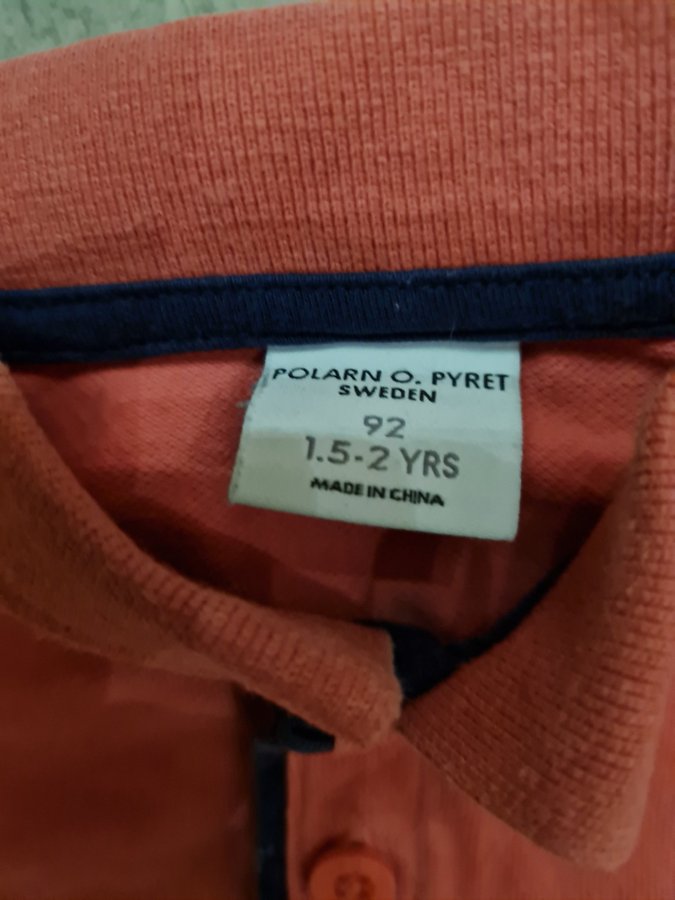 POLARN O. PYRET
SWEDEN
92
1.5-2 YRS
MADE IN CHINA